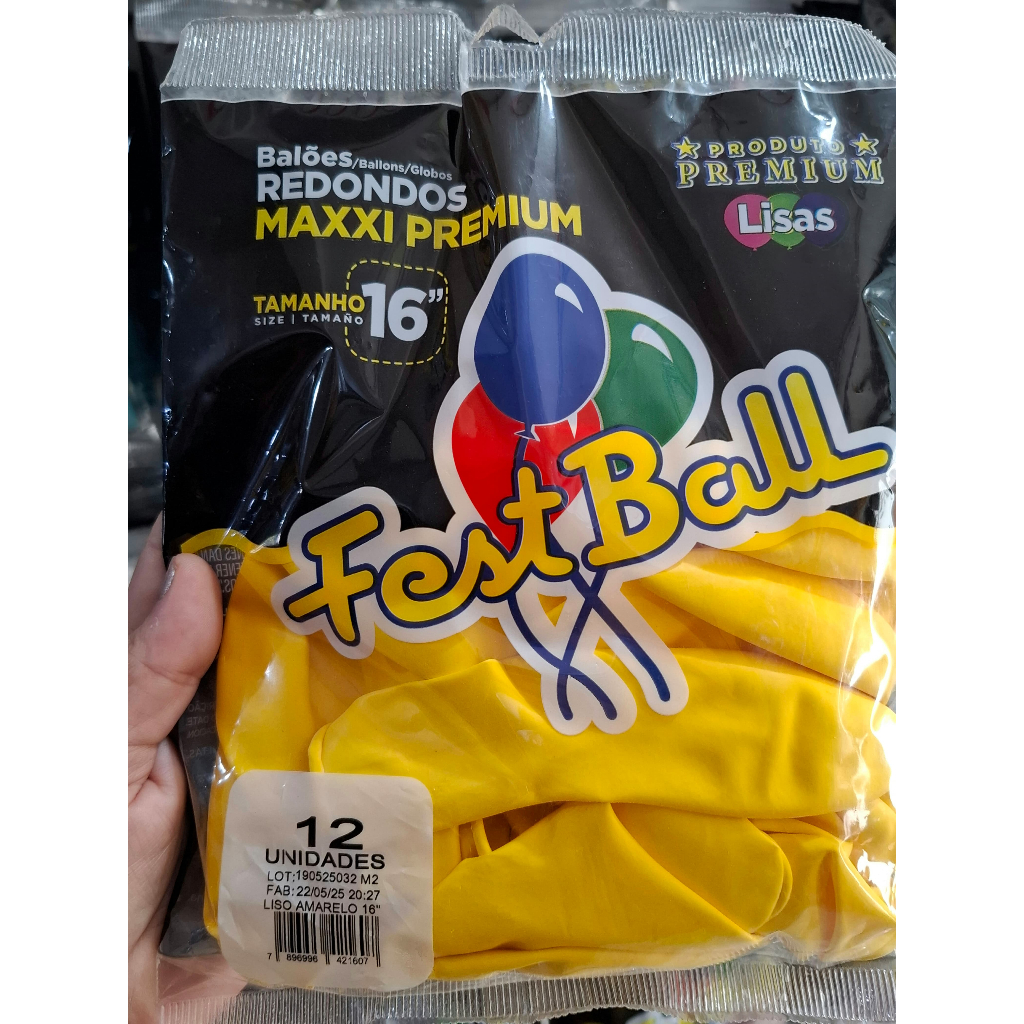 Balões/Ballons/Globos
REDONDOS
MAXXI PREMIUM
TAMANHO
SIZE | TAMAÑO
16”
PRODUTO
PREMIUM
Lisas
Fest Ball
12
UNIDADES
LOT:190525032 M2
FAB: 22/05/25 20:27
LISO AMARELO 16"
7 896996 421607